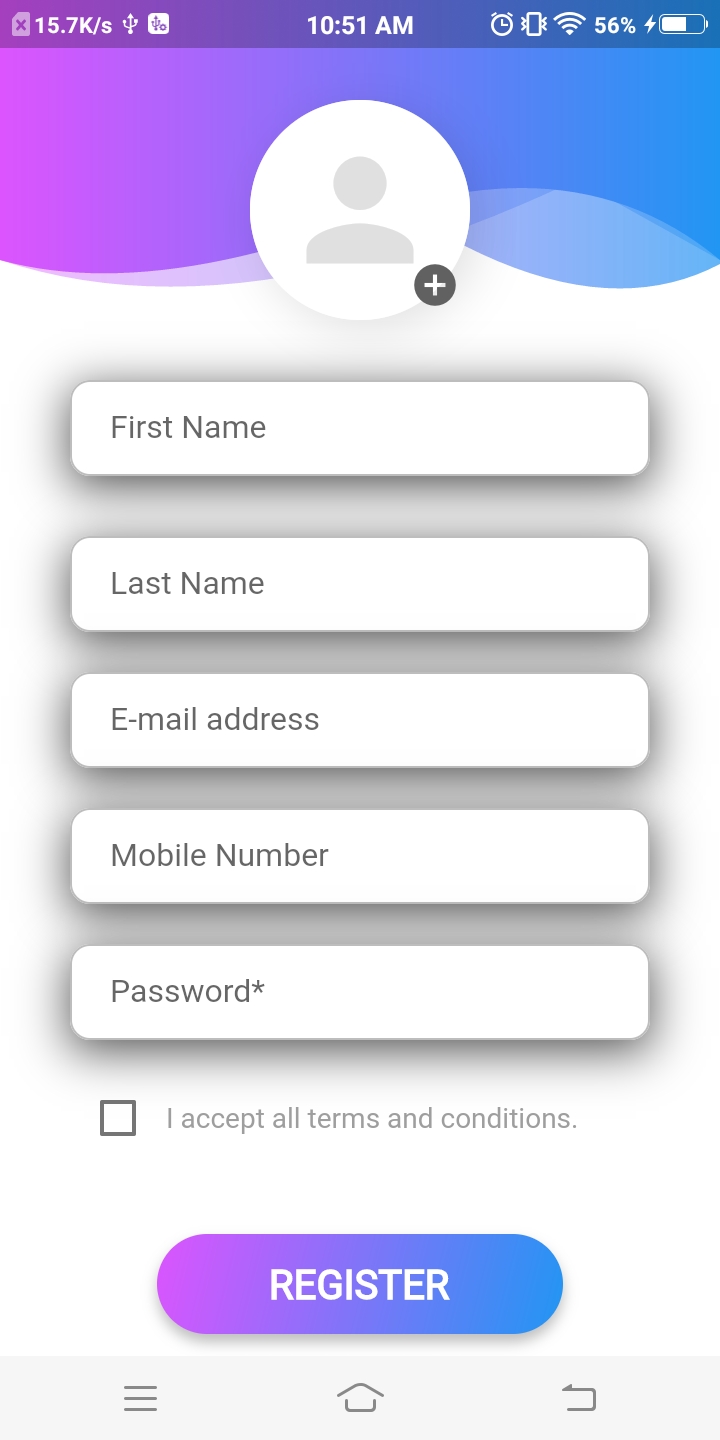 15.7K/s 10:51 AM 56%
First Name
Last Name
E-mail address
Mobile Number
Password*
I accept all terms and conditions.
REGISTER